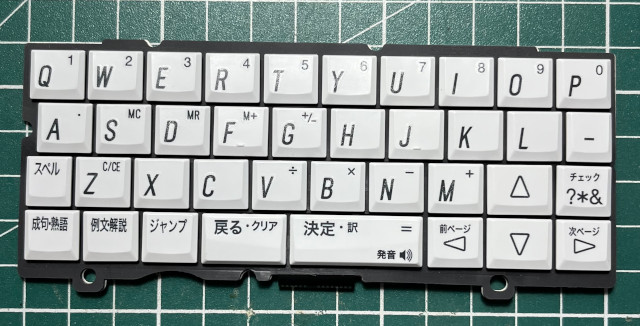 Q 1 W 2 E 3 R 4 T 5 Y 6 U 7 I 8 O 9 P 0
A . S MC D MR F_ M+ G +/- H J_ K L -
スペル Z C/CE X C V ÷ B × N - M + △ チェック ?*&
成句・熟語 例文・解説 ジャンプ 戻る・クリア 決定・訳 = 発音 前ページ ◁ ▽ 次ページ ▷